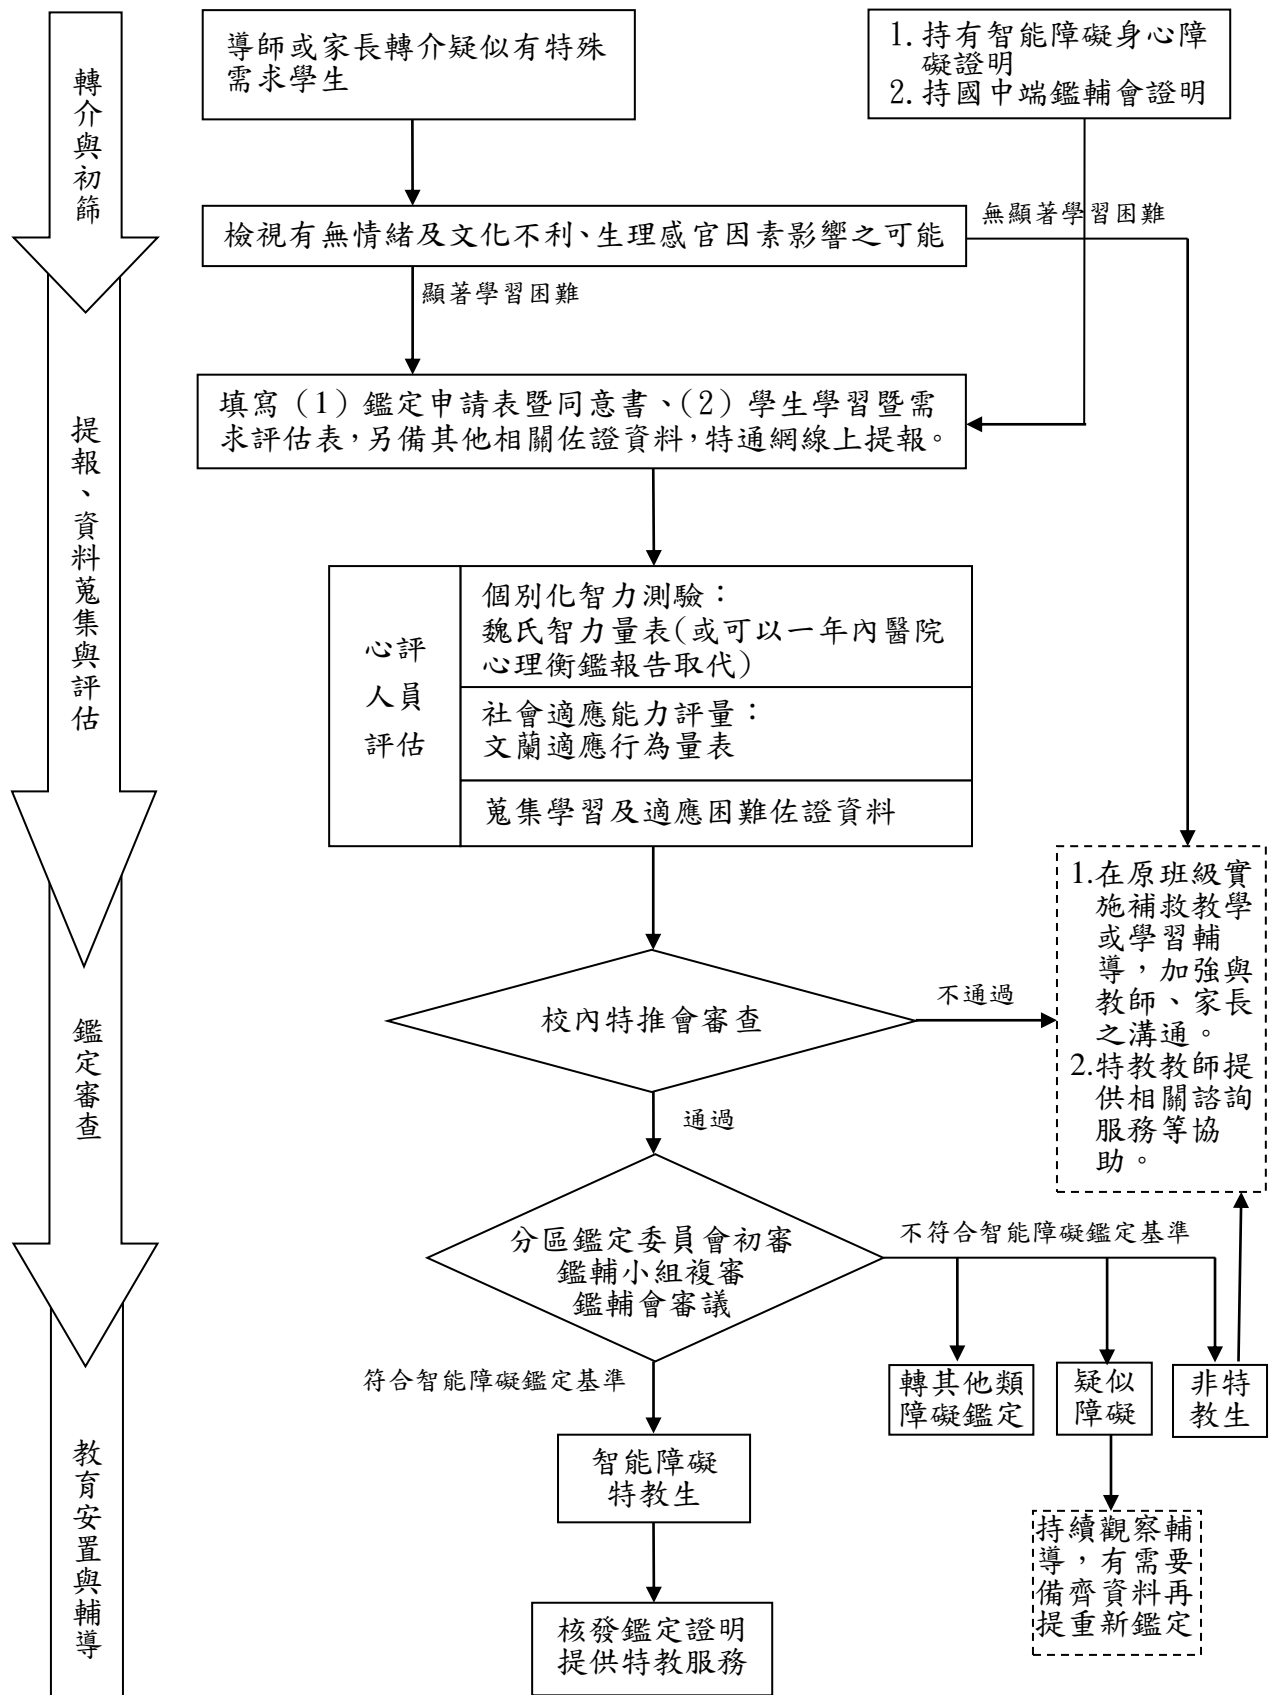 轉介與初篩
提報、資料蒐集與評估
鑑定審查
教育安置與輔導
導師或家長轉介疑似有特殊
需求學生
1. 持有智能障礙身心障
礙證明
2. 持國中端鑑輔會證明
檢視有無情緒及文化不利、生理感官因素影響之可能
無顯著學習困難
顯著學習困難
填寫（1）鑑定申請表暨同意書、(2) 學生學習暨需
求評估表，另備其他相關佐證資料，特通網線上提報。
心評
人員
評估
個別化智力測驗：
魏氏智力量表(或可以一年內醫院
心理衡鑑報告取代)
社會適應能力評量：
文蘭適應行為量表
蒐集學習及適應困難佐證資料
1.在原班級實
施補救教學
或學習輔
導，加強與
教師、家長
之溝通。
2.特教教師提
供相關諮詢
服務等協
助。
校內特推會審查
不通過
通過
分區鑑定委員會初審
鑑輔小組複審
鑑輔會審議
不符合智能障礙鑑定基準
符合智能障礙鑑定基準
轉其他類
障礙鑑定
疑似
障礙
非特
教生
智能障礙
特教生
持續觀察輔
導，有需要
備齊資料再
提重新鑑定
核發鑑定證明
提供特教服務